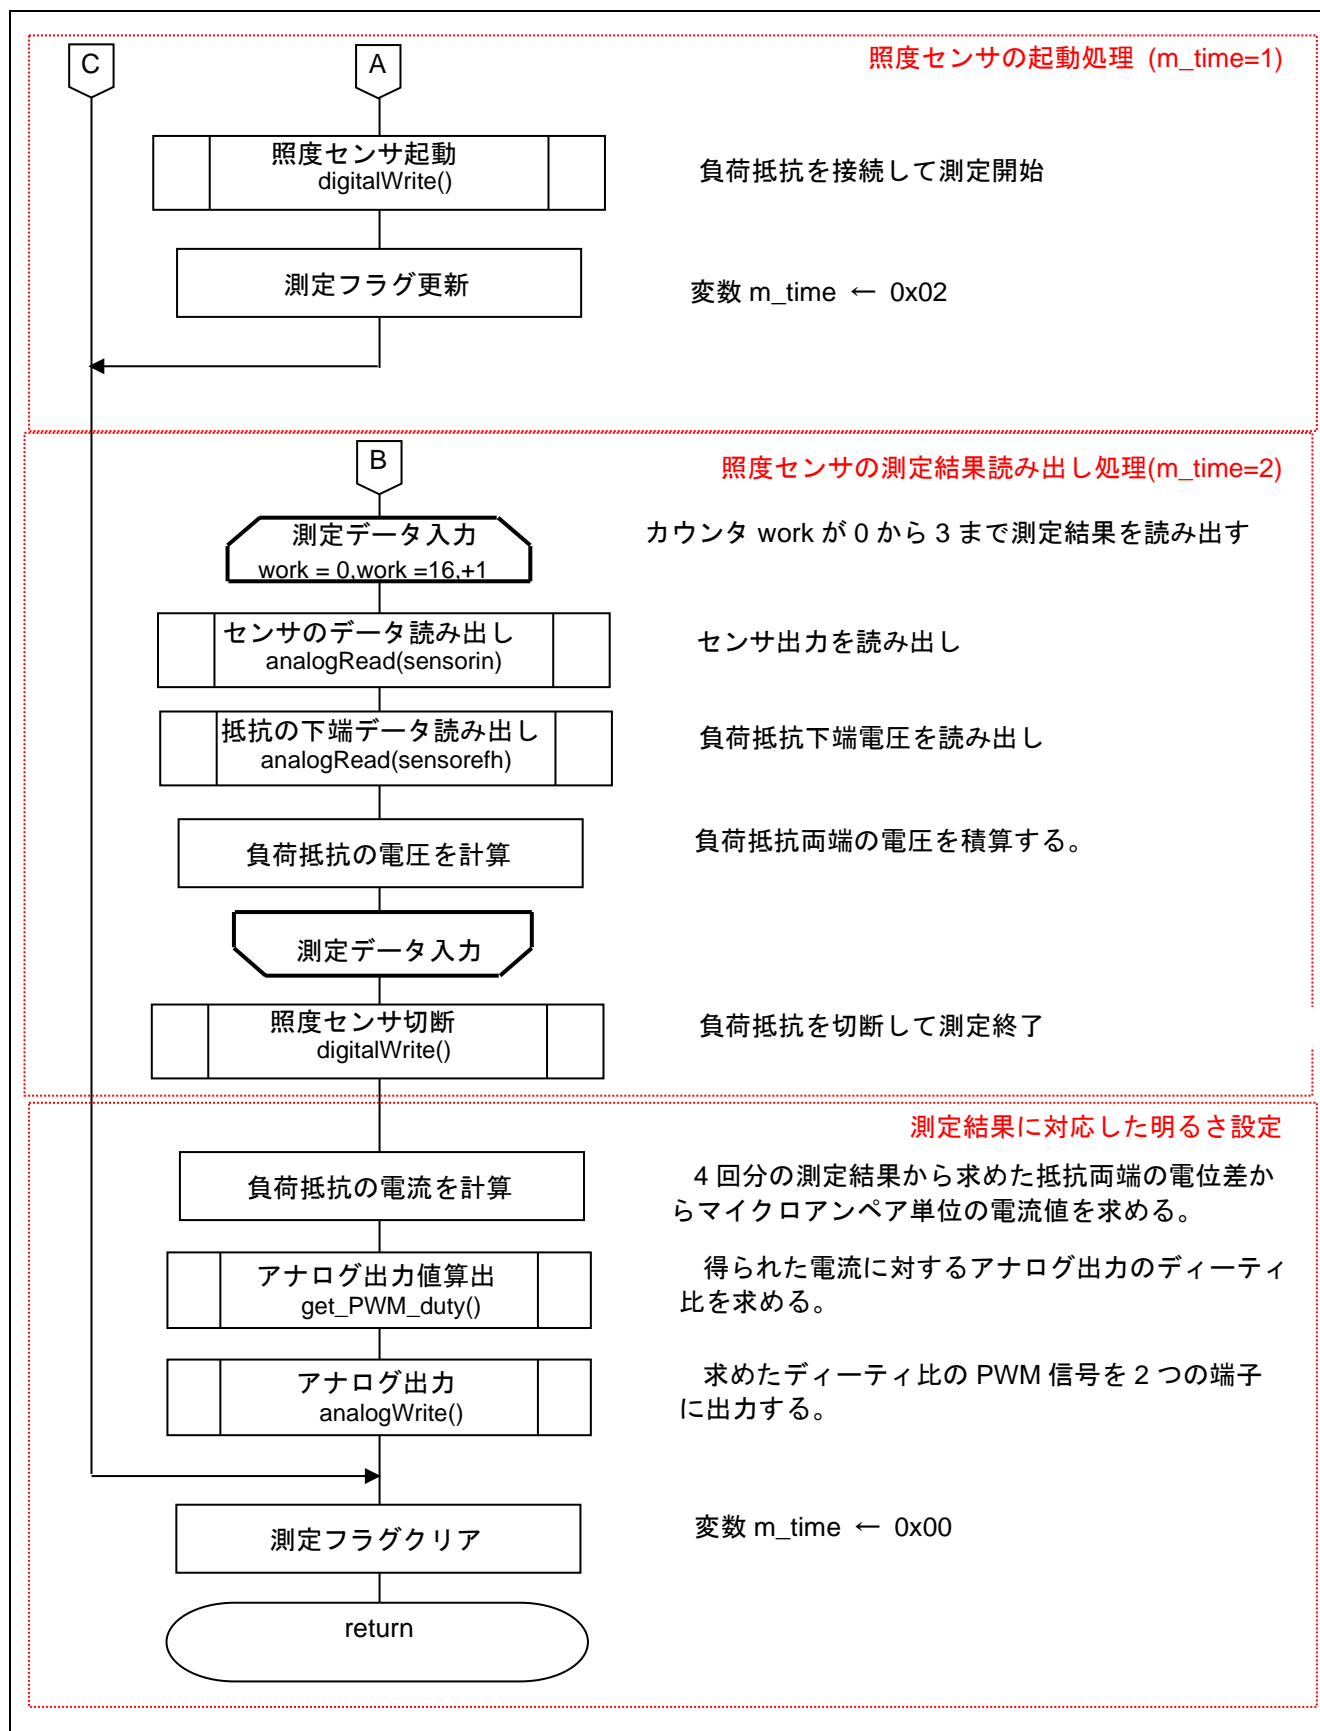 C
A
照度センサの起動処理 (m_time=1)
照度センサ起動
digitalWrite()
負荷抵抗を接続して測定開始
測定フラグ更新
変数 m_time ← 0x02
B
照度センサの測定結果読み出し処理(m_time=2)
測定データ入力
work = 0,work =16,+1
カウンタ work が 0 から 3 まで測定結果を読み出す
センサのデータ読み出し
analogRead(sensorin)
センサ出力を読み出し
抵抗の下端データ読み出し
analogRead(sensorefh)
負荷抵抗下端電圧を読み出し
負荷抵抗の電圧を計算
負荷抵抗両端の電圧を積算する。
測定データ入力
照度センサ切断
digitalWrite()
負荷抵抗を切断して測定終了
測定結果に対応した明るさ設定
負荷抵抗の電流を計算
4 回分の測定結果から求めた抵抗両端の電位差か
らマイクロアンペア単位の電流値を求める。
アナログ出力値算出
get_PWM_duty()
得られた電流に対するアナログ出力のディーティ
比を求める。
アナログ出力
analogWrite()
求めたディーティ比の PWM 信号を 2 つの端子
に出力する。
測定フラグクリア
変数 m_time ← 0x00
return